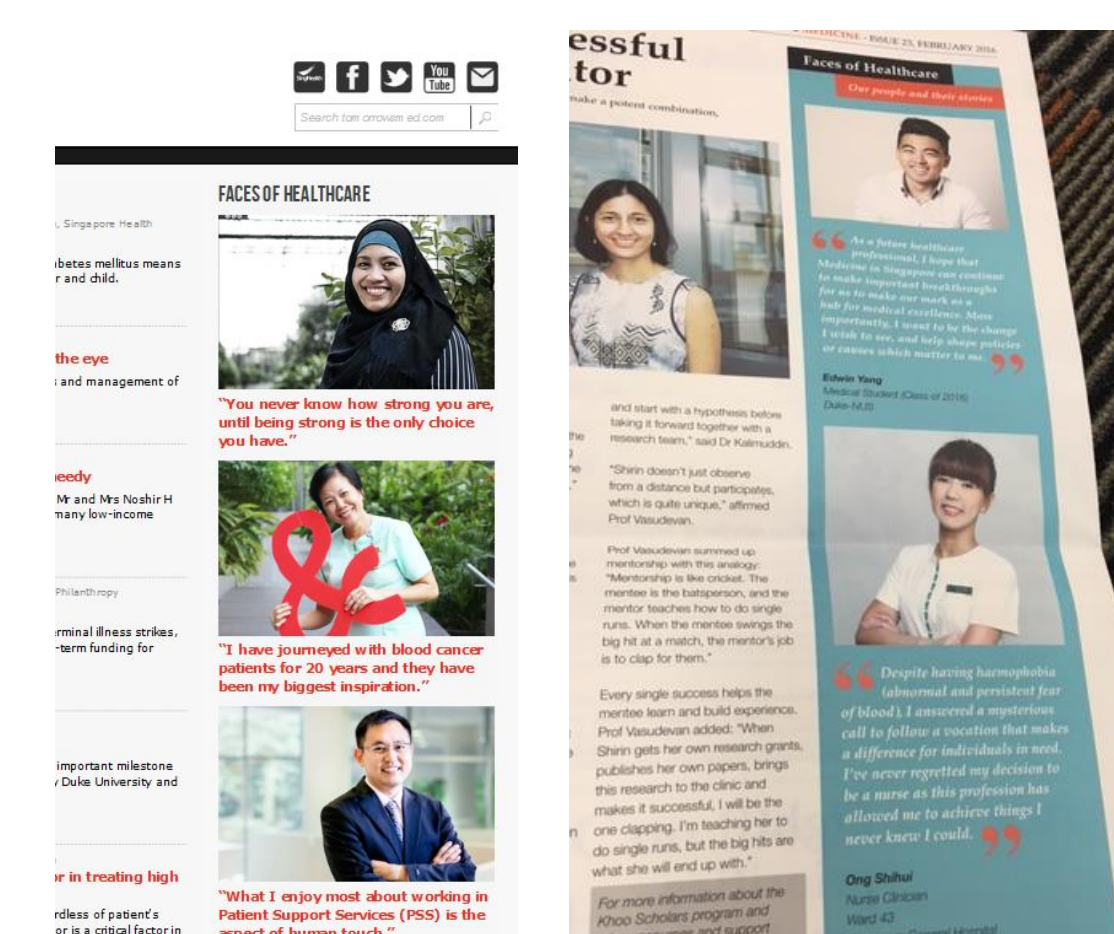 SingHealth
You
Tube
Search tomorrowsmed.com
, Singapore Health
abetes mellitus means
r and child.
the eye
s and management of
needy
Mr and Mrs Noshir H
many low-income
Philanthropy
erminal illness strikes,
-term funding for
important milestone
y Duke University and
or in treating high
rdless of patient's
or is a critical factor in
FACES OF HEALTHCARE
"You never know how strong you are,
until being strong is the only choice
you have."
"I have journeyed with blood cancer
patients for 20 years and they have
been my biggest inspiration."
"What I enjoy most about working in
Patient Support Services (PSS) is the
aspect of human touch."
essful
tor
make a potent combination,
and start with a hypothesis before
taking it forward together with a
research team," said Dr Kalimuddin.
"Shirin doesn't just observe
from a distance but participates,
which is quite unique," affirmed
Prof Vasudevan.
Prof Vasudevan summed up
mentorship with this analogy:
"Mentorship is like cricket. The
mentee is the batsperson, and the
mentor teaches how to do single
runs. When the mentee swings the
big hit at a match, the mentor's job
is to clap for them."
Every single success helps the
mentee learn and build experience.
Prof Vasudevan added: "When
Shirin gets her own research grants,
publishes her own papers, brings
this research to the clinic and
makes it successful, I will be the
one clapping. I'm teaching her to
do single runs, but the big hits are
what she will end up with."
For more information about the
Khoo Scholars program and
and support
MEDICINE - ISSUE 23, FEBRUARY 2016
Faces of Healthcare
Our people and their stories
As a future healthcare
professional, I hope that
Medicine in Singapore can continue
to make important breakthroughs
for us to make our mark as a
hub for medical excellence. More
importantly, I want to be the change
I wish to see, and help shape policies
or causes which matter to me
Edwin Yang
Medical Student (Class of 2016)
Duke-NUS
Despite having haemophobia
(abnormal and persistent fear
of blood), I answered a mysterious
call to follow a vocation that makes
a difference for individuals in need.
I've never regretted my decision to
be a nurse as this profession has
allowed me to achieve things I
never knew I could.
Ong Shihui
Nurse Clinician
Ward 43
General Hospital